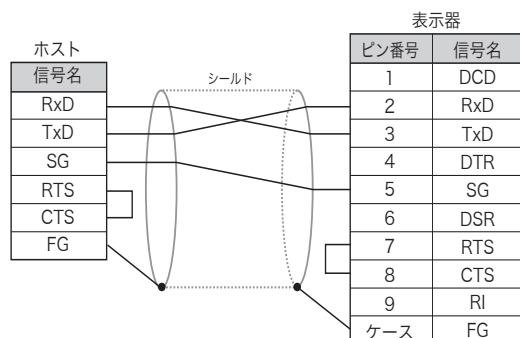 表示器
ホスト
ピン番号 信号名
信号名
シールド
1 DCD
RxD
2 RxD
TxD
3 TxD
SG
4 DTR
RTS
5 SG
CTS
6 DSR
FG
7 RTS
8 CTS
9 RI
ケース FG